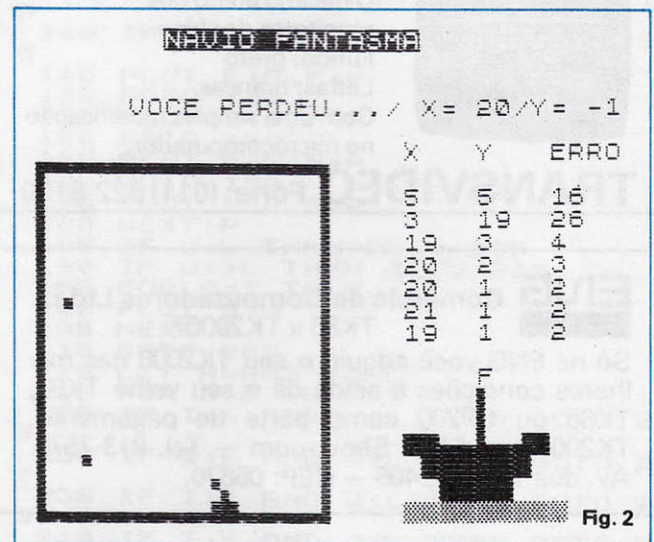 NAVIO FANTASMA
VOCE PERDEU.../ X= 20/Y= -1
X Y ERRO
5 5 16
3 19 26
19 3 4
20 2 3
20 1 2
21 1 2
19 1 2
Fig. 2